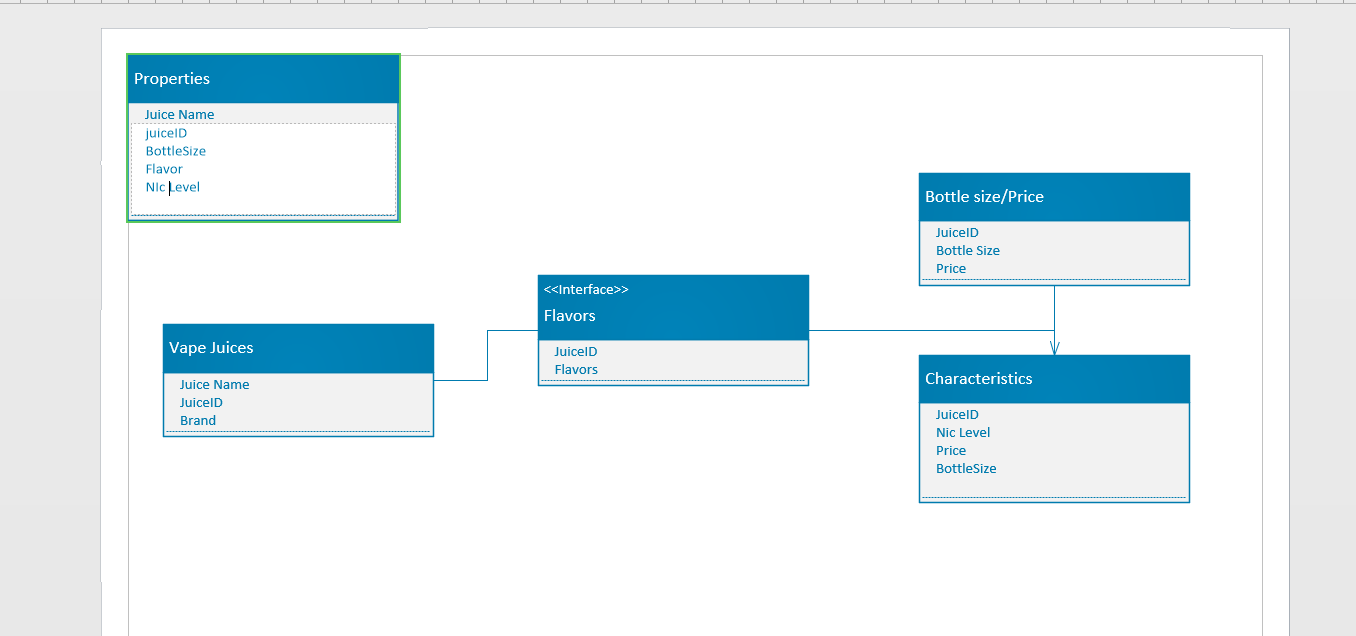 Properties
Juice Name
juiceID
BottleSize
Flavor
NIc Level
Bottle size/Price
JuiceID
Bottle Size
Price
<<Interface>>
Flavors
JuiceID
Flavors
Vape Juices
Juice Name
JuiceID
Brand
Characteristics
JuiceID
Nic Level
Price
BottleSize